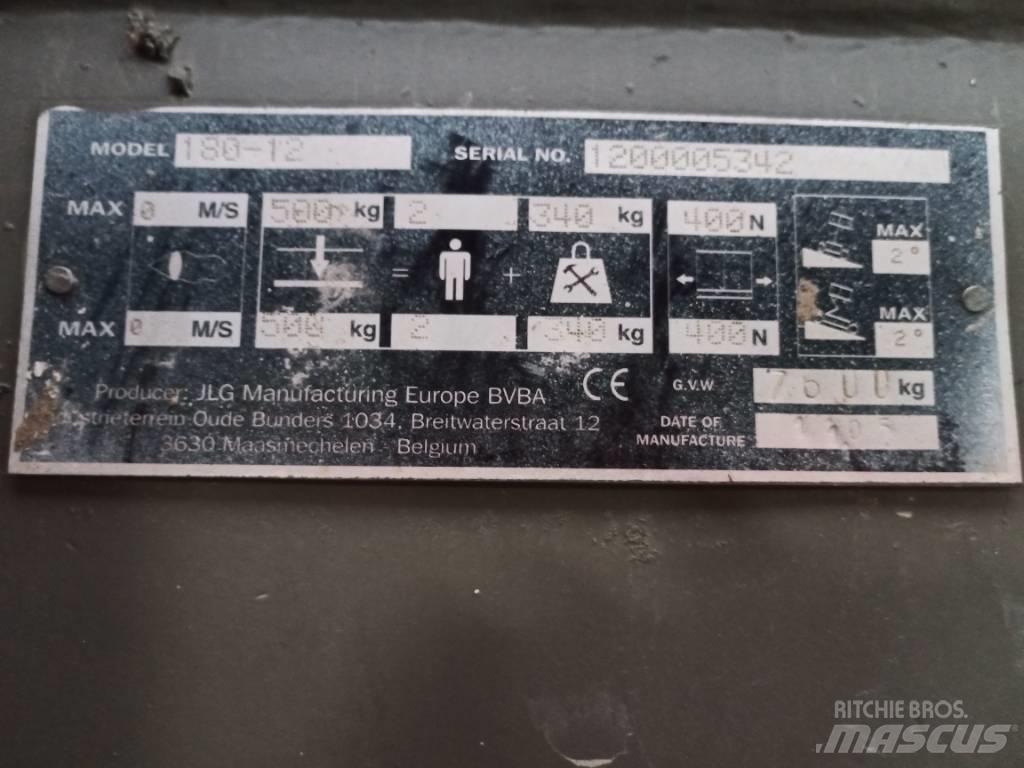 MODEL 180-12 SERIAL NO. 1200005342
MAX 0 M/S 500 kg 2 340 kg 400 N MAX 2°
= +
MAX 0 M/S 500 kg 2 340 kg 400 N MAX 2°
Producer: JLG Manufacturing Europe BVBA CE G.V.W 7600 kg
Oude Bunders 1034, Breitwaterstraat 12 DATE OF
3630 Maasmechelen - Belgium MANUFACTURE
RITCHIE BROS.
MASCUS